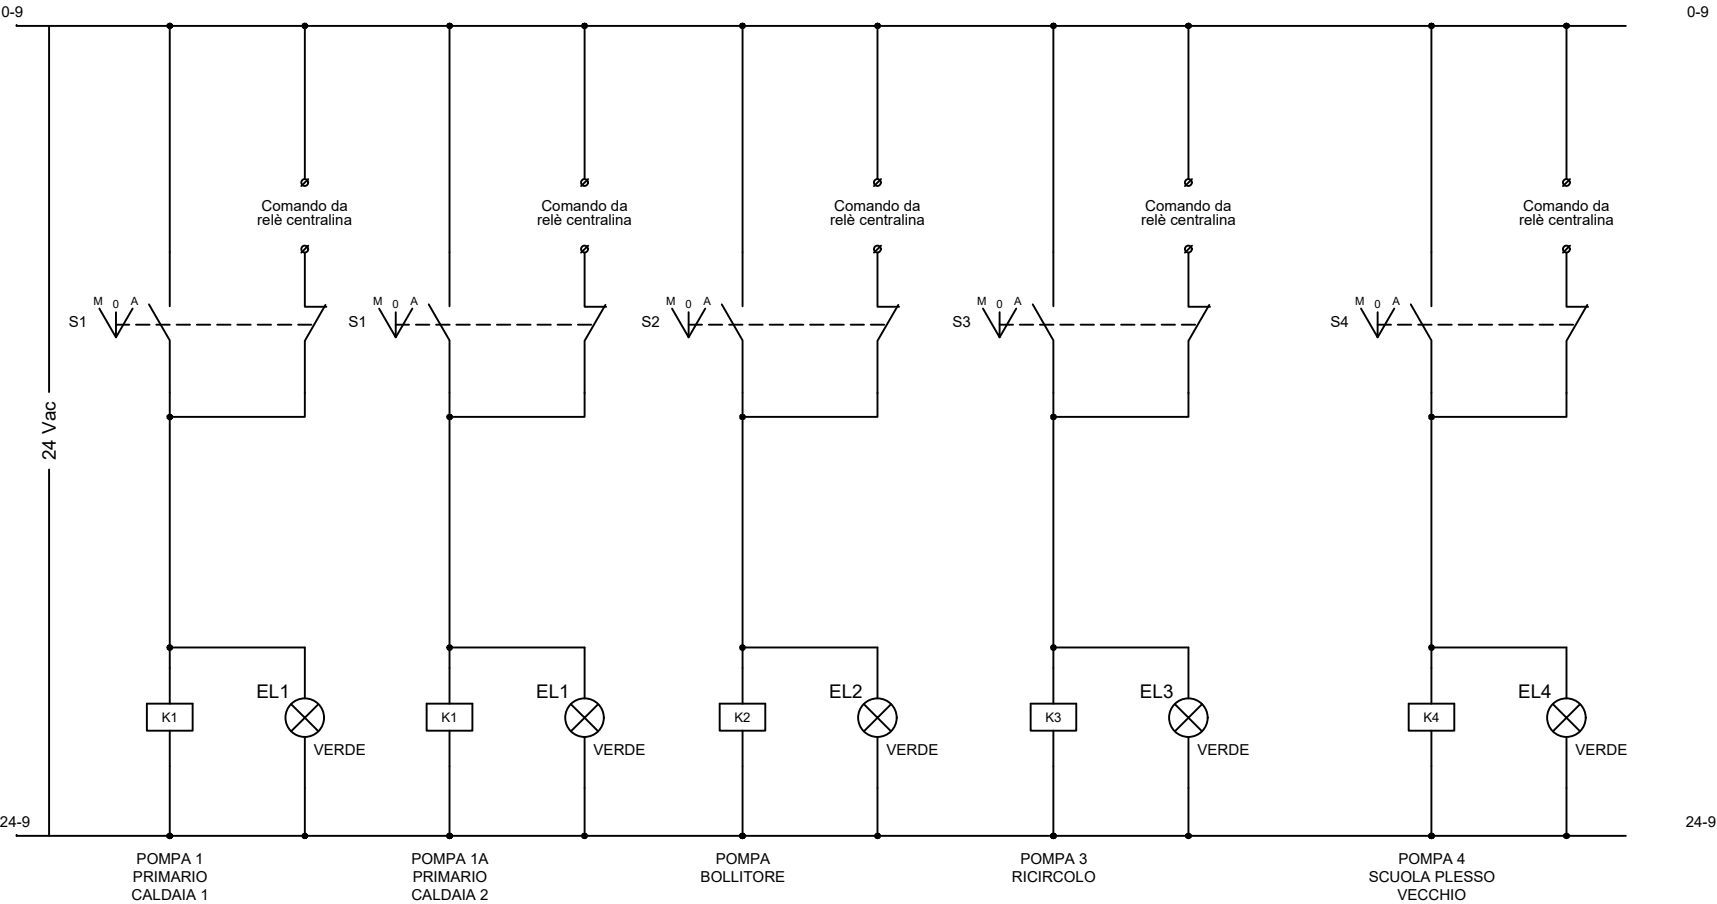 0-9
0-9
Comando da
relè centralina
Comando da
relè centralina
Comando da
relè centralina
Comando da
relè centralina
Comando da
relè centralina
M 0 A
S1
M 0 A
S1
M 0 A
S2
M 0 A
S3
M 0 A
S4
24 Vac
K1
EL1
VERDE
K1
EL1
VERDE
K2
EL2
VERDE
K3
EL3
VERDE
K4
EL4
VERDE
24-9
24-9
POMPA 1
PRIMARIO
CALDAIA 1
POMPA 1A
PRIMARIO
CALDAIA 2
POMPA
BOLLITORE
POMPA 3
RICIRCOLO
POMPA 4
SCUOLA PLESSO
VECCHIO